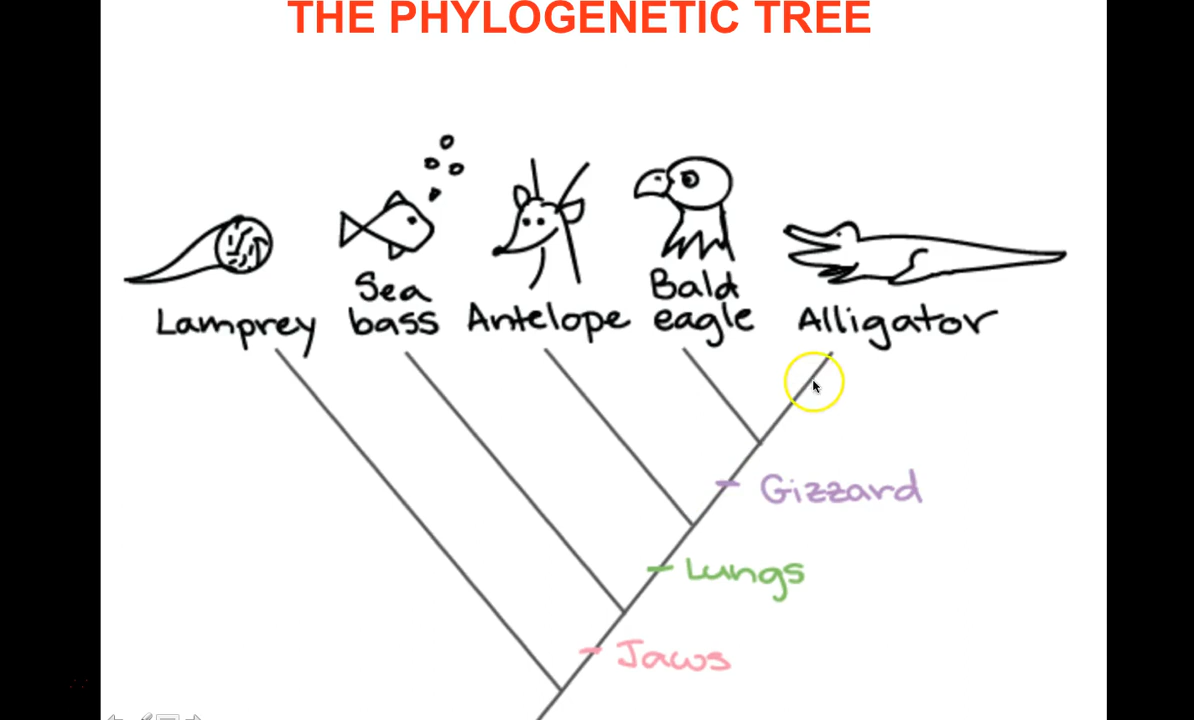 THE PHYLOGENETIC TREE
Lamprey
Sea
bass
Antelope
Bald
eagle
Alligator
Gizzard
Lungs
Jaws